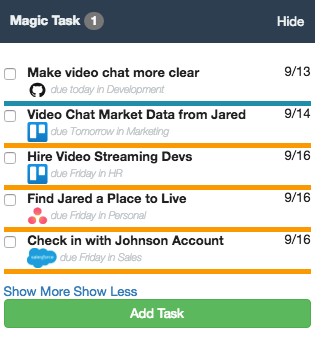 Magic Task 1 Hide
Make video chat more clear 9/13
due today in Development
Video Chat Market Data from Jared 9/14
due Tomorrow in Marketing
Hire Video Streaming Devs 9/16
due Friday in HR
Find Jared a Place to Live 9/16
due Friday in Personal
Check in with Johnson Account 9/16
salesforce due Friday in Sales
Show More Show Less
Add Task